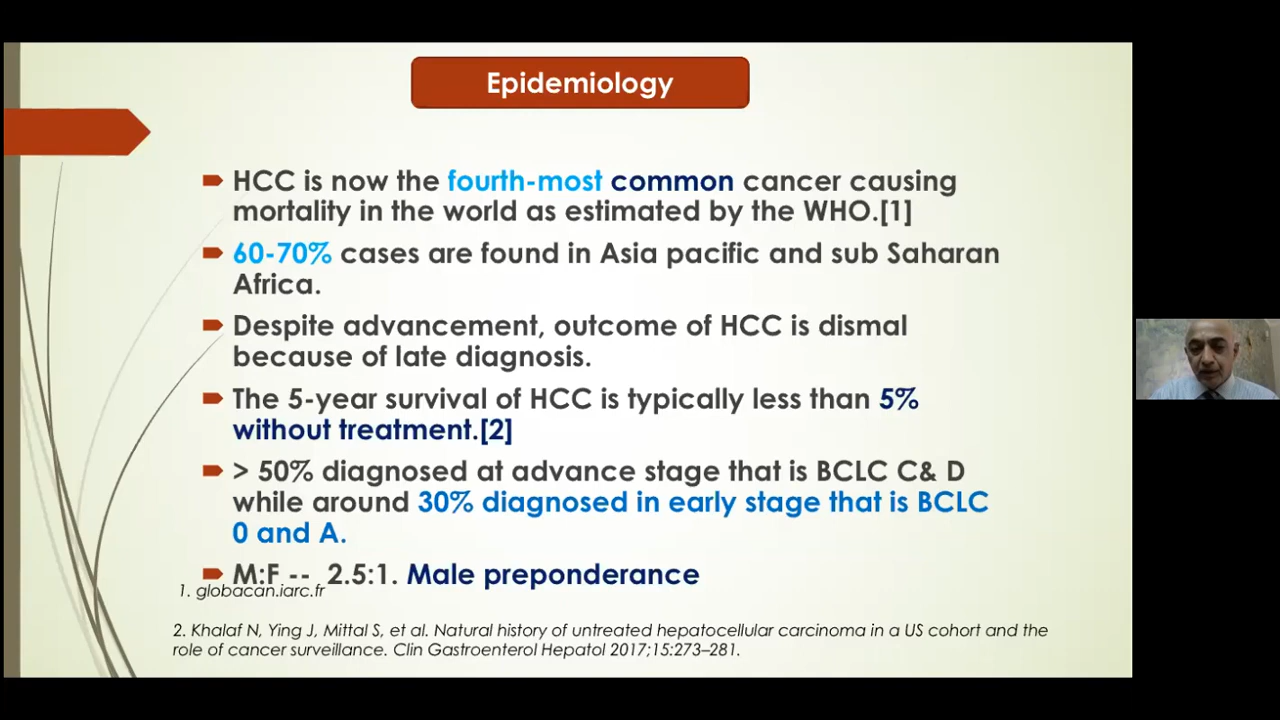 Epidemiology
HCC is now the fourth-most common cancer causing
mortality in the world as estimated by the WHO.[1]
60-70% cases are found in Asia pacific and sub Saharan
Africa.
Despite advancement, outcome of HCC is dismal
because of late diagnosis.
The 5-year survival of HCC is typically less than 5%
without treatment.[2]
> 50% diagnosed at advance stage that is BCLC C& D
while around 30% diagnosed in early stage that is BCLC
0 and A.
M:F -- 2.5:1. Male preponderance
1. globacan.iarc.fr
2. Khalaf N, Ying J, Mittal S, et al. Natural history of untreated hepatocellular carcinoma in a US cohort and the
role of cancer surveillance. Clin Gastroenterol Hepatol 2017;15:273–281.